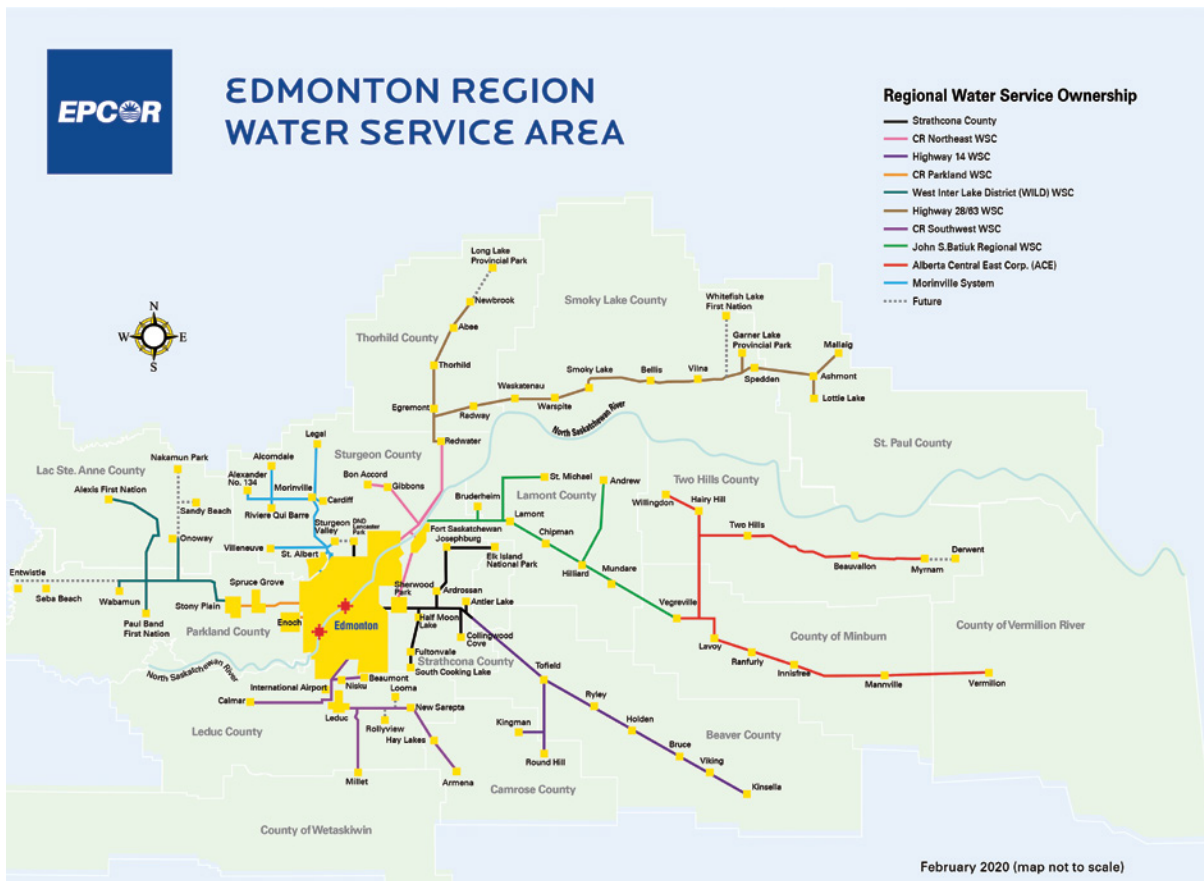 EPCOR
EDMONTON REGION
WATER SERVICE AREA
Regional Water Service Ownership
Strathcona County
CR Northeast WSC
Highway 14 WSC
CR Parkland WSC
West Inter Lake District (WILD) WSC
Highway 28/63 WSC
CR Southwest WSC
John S.Batiuk Regional WSC
Alberta Central East Corp. (ACE)
Morinville System
Future
N
W
E
S
Long Lake
Provincial Park
Newbrook
Abee
Thorhild County
Thorhild
Egremont
Smoky Lake County
Whitefish Lake
First Nation
Garner Lake
Provincial Park
Mallaig
Smoky Lake
Bellis
Vilna
Spedden
Ashmont
Lottie Lake
Waskatenau
Warspite
Radway
Redwater
North Saskatchewan River
St. Paul County
Legal
Sturgeon County
Alcomdale
Nakamun Park
Lac Ste. Anne County
Alexander
No. 134
Bon Accord
Gibbons
Alexis First Nation
Morinville
Cardiff
Sandy Beach
Riviere Qui Barre
Sturgeon
Valley
DND
Lancaster
Park
Onoway
Villeneuve
St. Albert
St. Michael
Andrew
Bruderheim
Lamont County
Lamont
Fort Saskatchewan
Chipman
Josephburg
Elk Island
National Park
Hilliard
Mundare
Two Hills County
Willingdon
Hairy Hill
Two Hills
Beauvallon
Myrnam
Derwent
Entwistle
Seba Beach
Wabamun
Spruce Grove
Stony Plain
Paul Band
First Nation
Parkland County
Enoch
Edmonton
Sherwood
Park
Ardrossan
Antler Lake
Half Moon
Lake
Collingwood
Cove
Fultonvale
Strathcona County
South Cooking Lake
Vegreville
Lavoy
Ranfurly
Innisfree
Mannville
Vermilion
County of Minburn
County of Vermilion River
North Saskatchewan River
International Airport
Nisku
Beaumont
Looma
Calmar
Leduc
Rollyview
New Sarepta
Hay Lakes
Leduc County
Millet
Armena
Tofield
Ryley
Holden
Kingman
Round Hill
Bruce
Viking
Kinsella
Beaver County
Camrose County
County of Wetaskiwin
February 2020 (map not to scale)